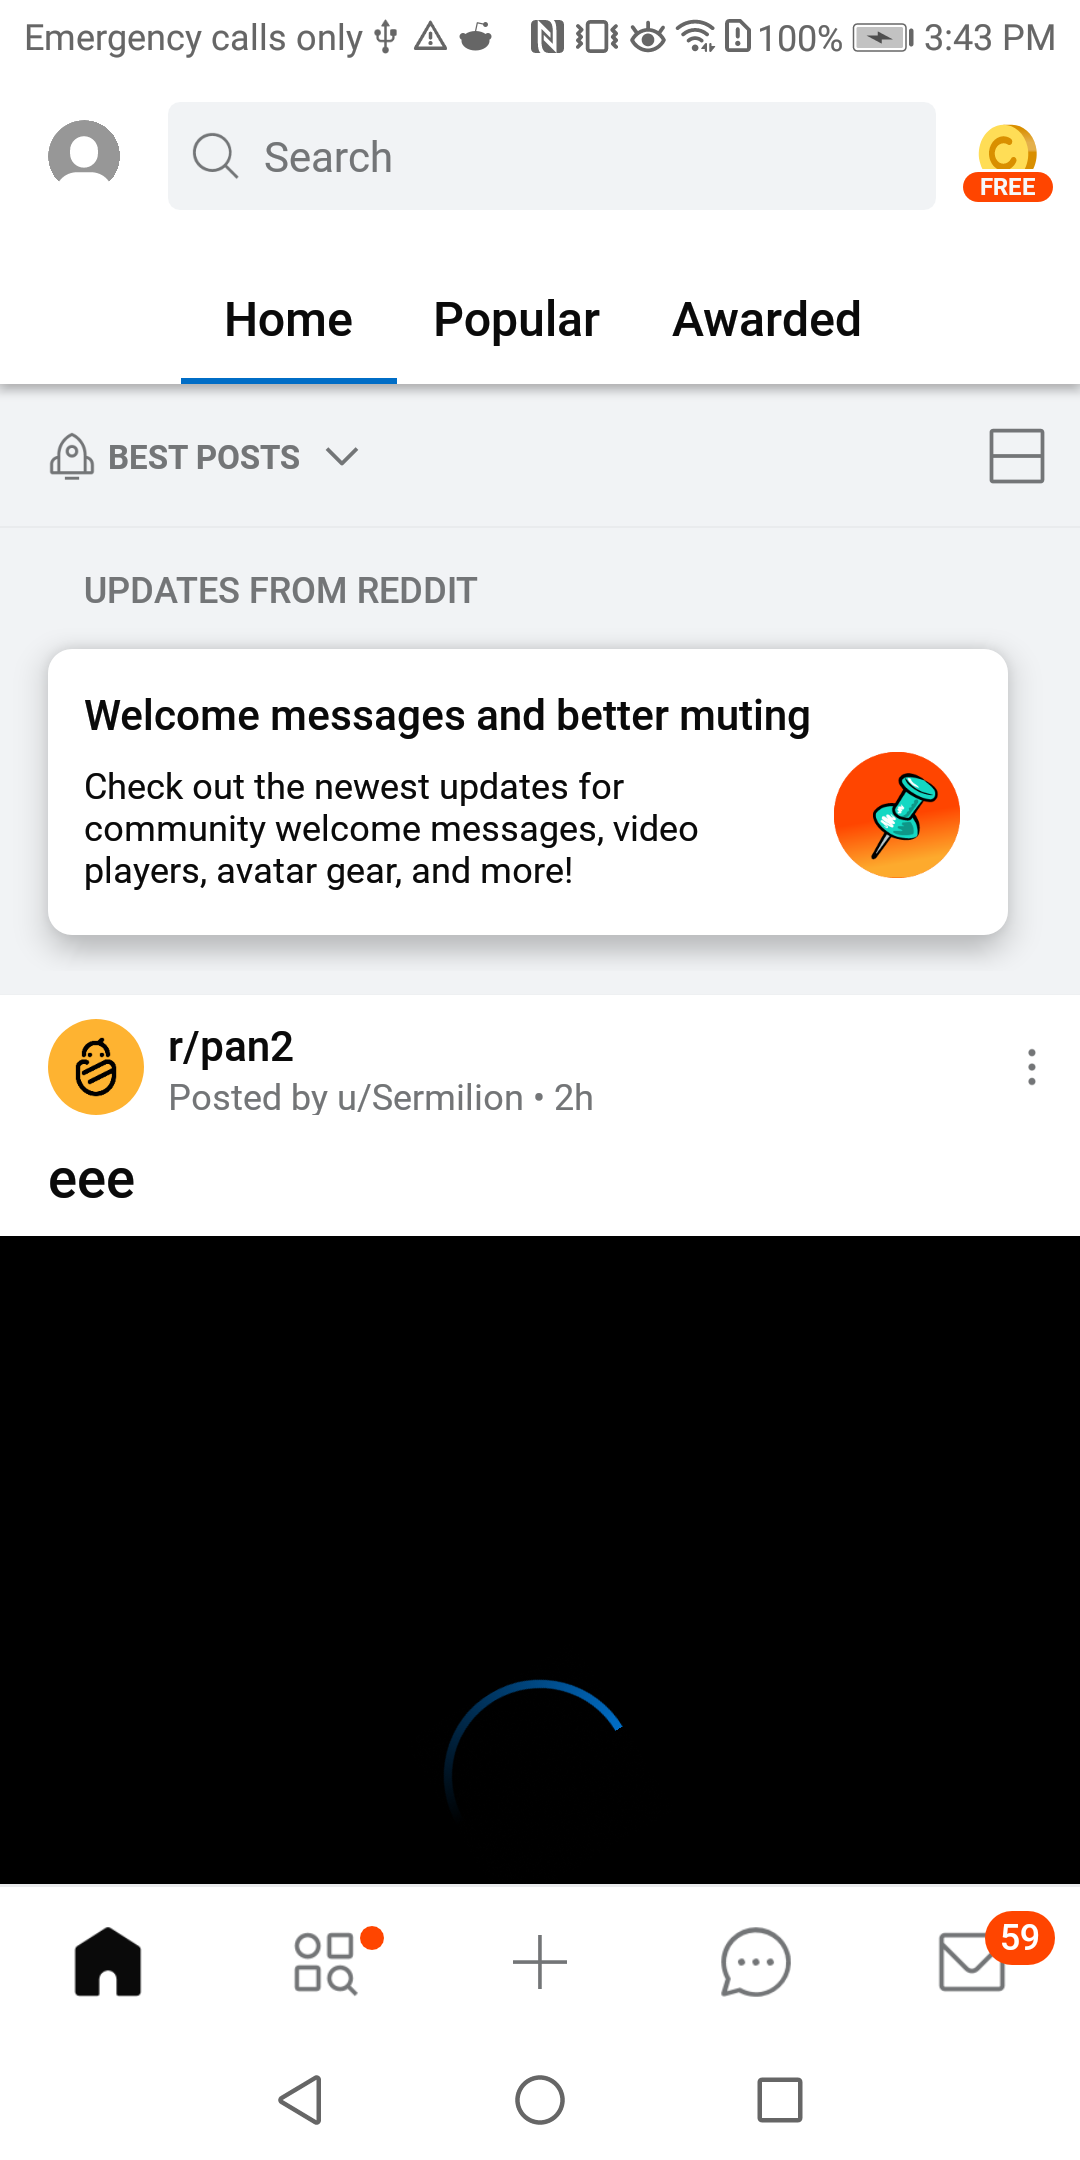 Emergency calls only 100% 3:43 PM
Search
FREE
Home Popular Awarded
BEST POSTS
UPDATES FROM REDDIT
Welcome messages and better muting
Check out the newest updates for
community welcome messages, video
players, avatar gear, and more!
r/pan2
Posted by u/Sermilion • 2h
eee
59